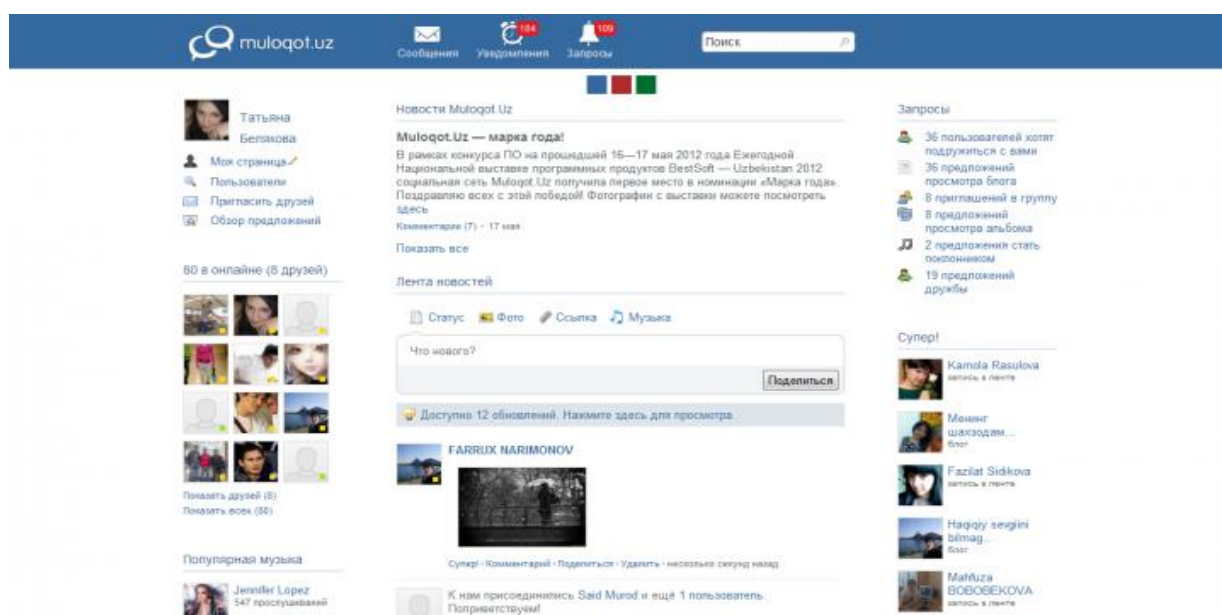 muloqot.uz
184
109
Сообщения
Уведомления
Запросы
Поиск
Татьяна
Белякова
Моя страница
Пользователи
Пригласить друзей
Обзор предложений
80 в онлайне (8 друзей)
Показать друзей (8)
Показать всех (80)
Популярная музыка
Jennifer Lopez
547 прослушиваний
Новости Muloqot.Uz
Muloqot.Uz — марка года!
В рамках конкурса ПО на прошедшей 16—17 мая 2012 года Ежегодной
Национальной выставке программных продуктов BestSoft — Uzbekistan 2012
социальная сеть Muloqot.Uz получила первое место в номинации «Марка года».
Поздравляю всех с этой победой! Фотографии с выставки можете посмотреть
здесь
Комментарии (7) · 17 мая
Показать все
Лента новостей
Статус
Фото
Ссылка
Музыка
Что нового?
Поделиться
Доступно 12 обновлений. Нажмите здесь для просмотра.
FARRUX NARIMONOV
Супер! · Комментарий · Поделиться · Удалить · несколько секунд назад
К нам присоединились Said Murod и ещё 1 пользователь.
Поприветствуем!
Запросы
36 пользователей хотят
подружиться с вами
36 предложений
просмотра блога
8 приглашений в группу
8 предложений
просмотра альбома
2 предложения стать
поклонником
19 предложений
дружбы
Супер!
Kamola Rasulova
запись в ленте
Менинг
шахзодам...
блог
Fazilat Sidikova
запись в ленте
Haqiqiy sevgiini
bilmag...
блог
Mahfuza
BOBOBEKOVA
запись в ленте